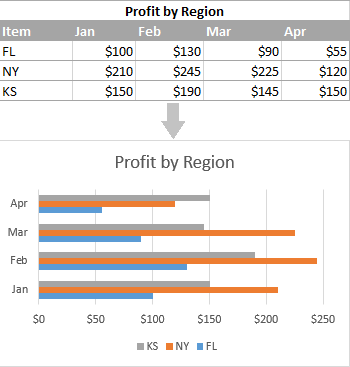 Profit by Region
Item Jan Feb Mar Apr
FL $100 $130 $90 $55
NY $210 $245 $225 $120
KS $150 $190 $145 $150
Profit by Region
Apr
Mar
Feb
Jan
$0 $50 $100 $150 $200 $250
KS NY FL